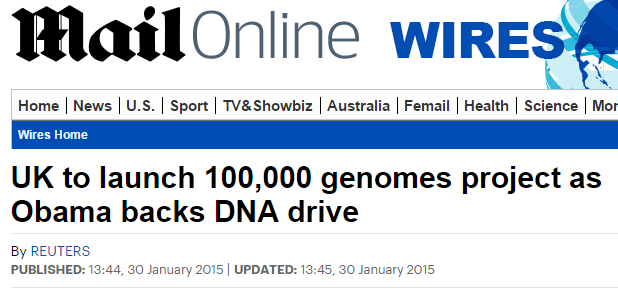 Mail Online WIRES
Home | News | U.S. | Sport | TV&Showbiz | Australia | Femail | Health | Science | Mor
Wires Home
UK to launch 100,000 genomes project as
Obama backs DNA drive
By REUTERS
PUBLISHED: 13:44, 30 January 2015 | UPDATED: 13:45, 30 January 2015